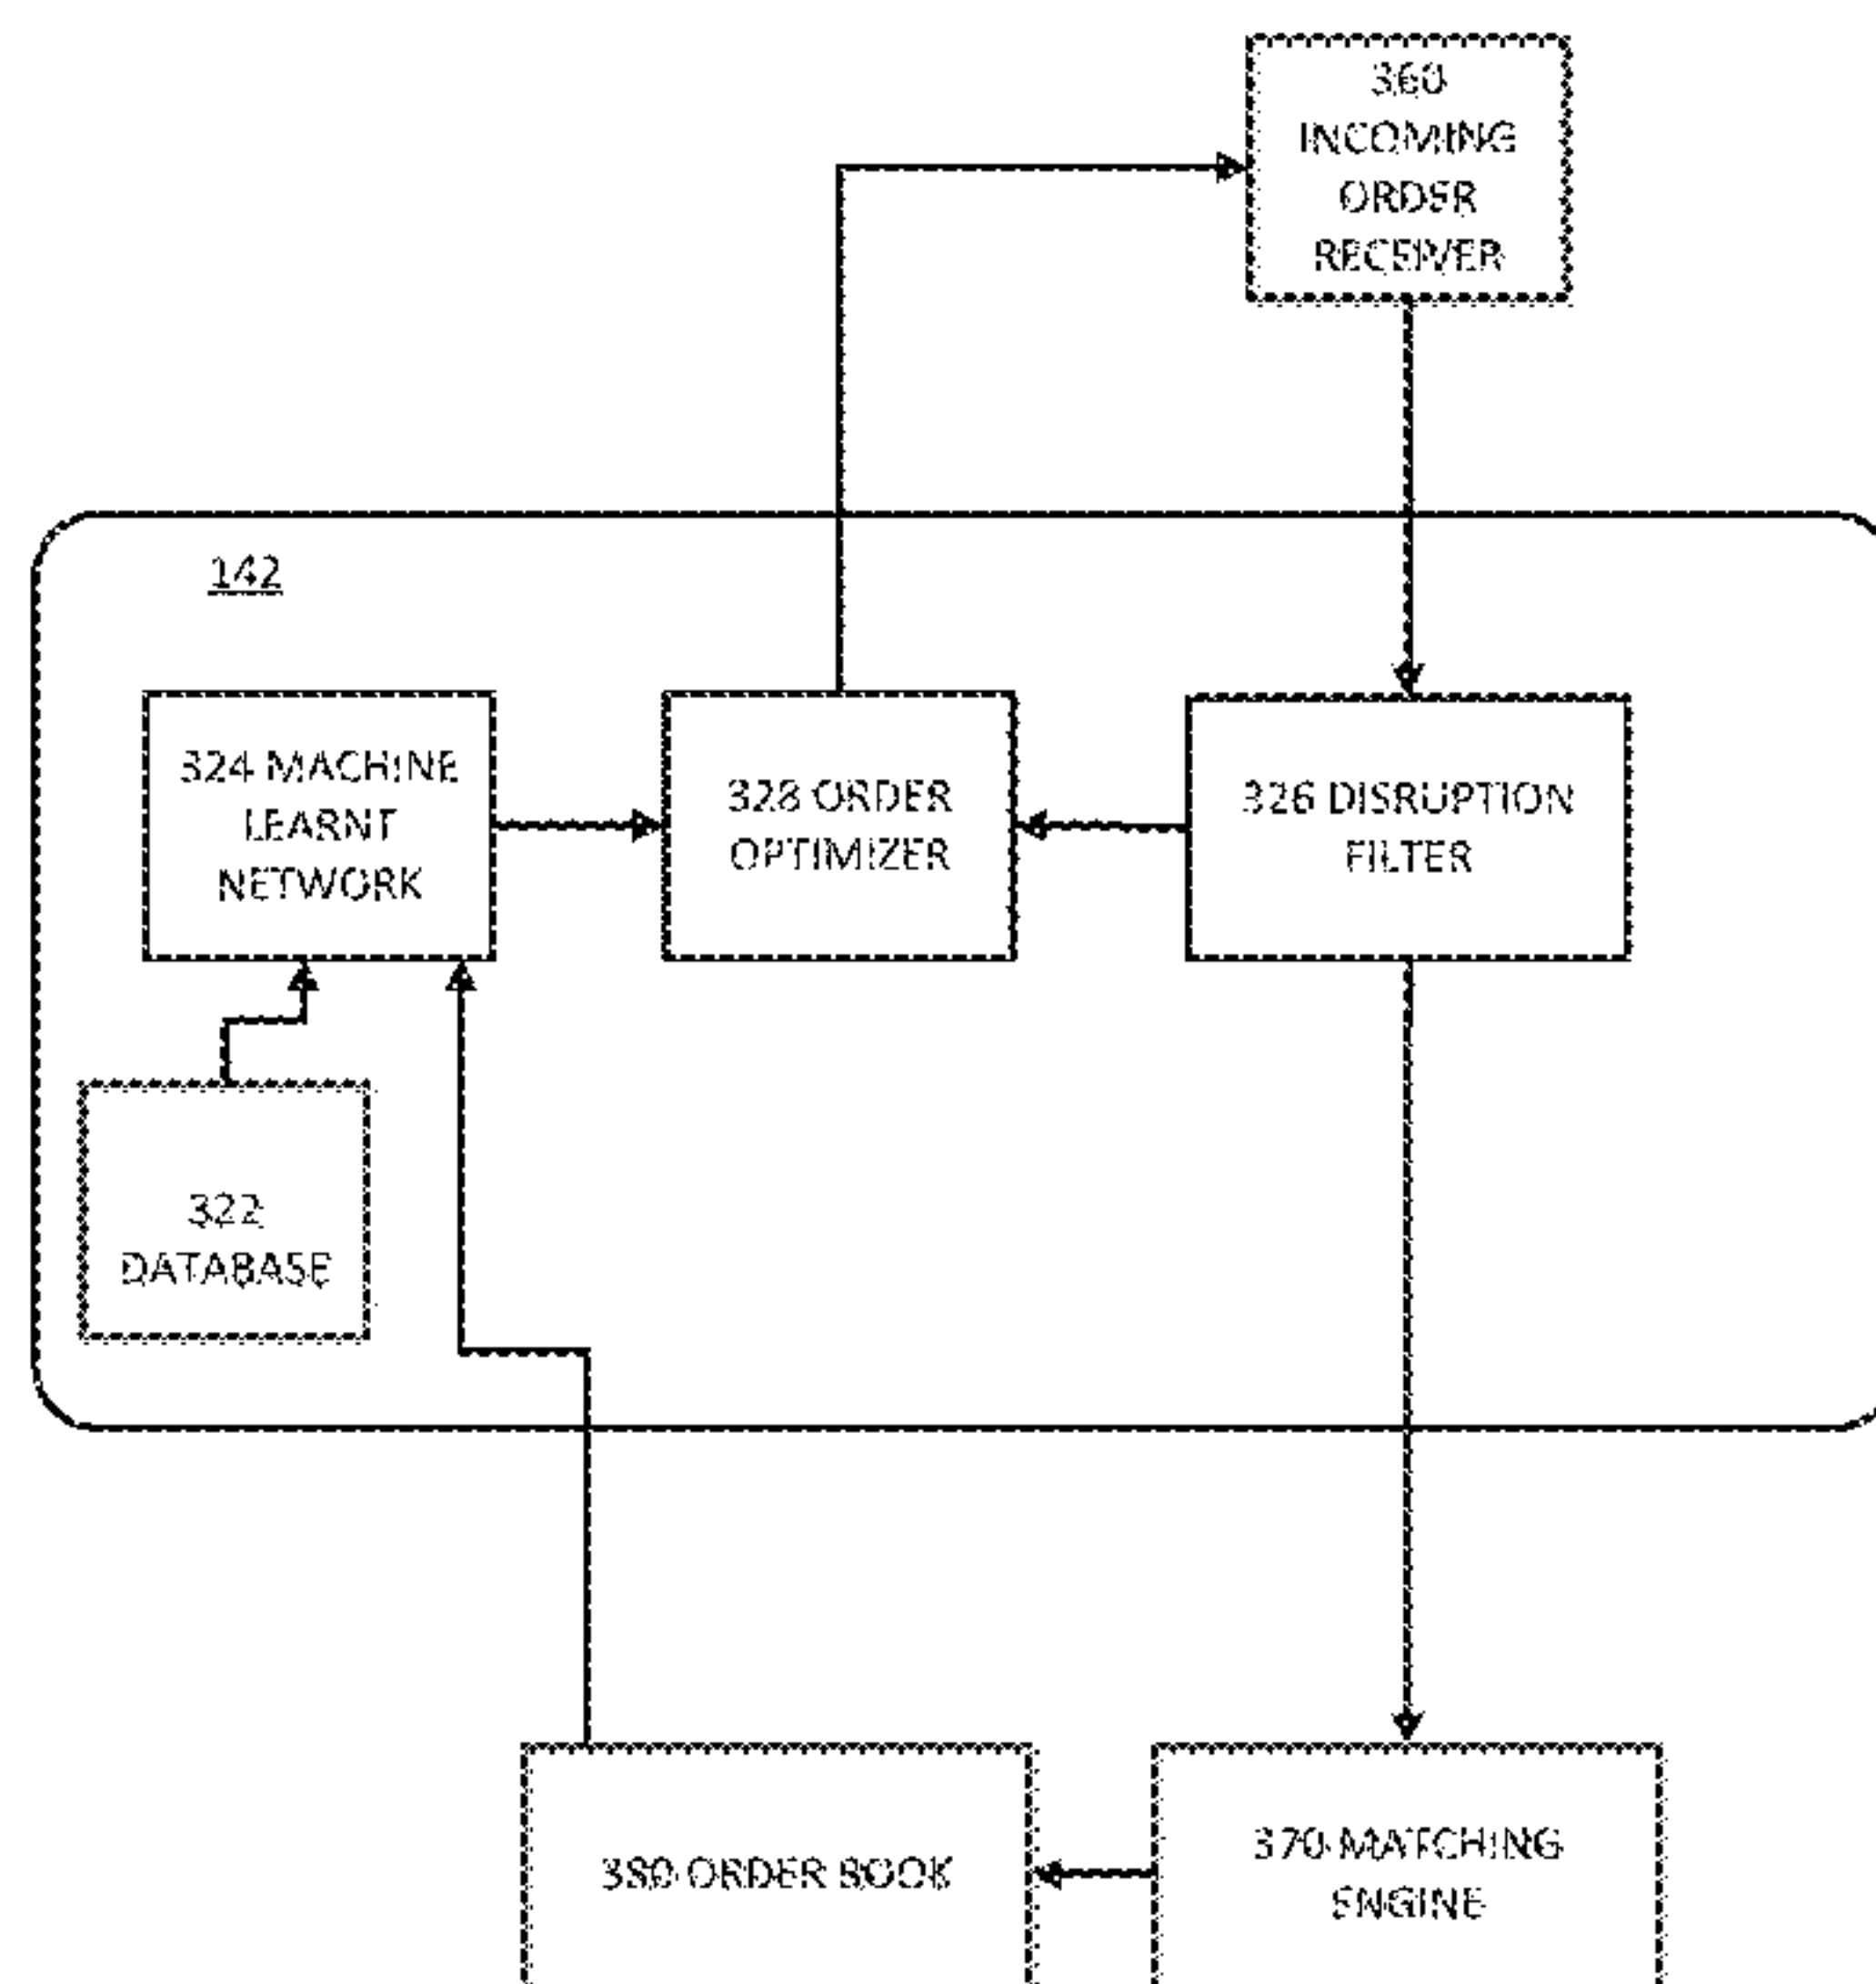 360
INCOMING
ORDER
RECEIVER
142
324 MACHINE
LEARNT
NETWORK
328 ORDER
OPTIMIZER
326 DISRUPTION
FILTER
322
DATABASE
380 ORDER BOOK
370 MATCHING
ENGINE